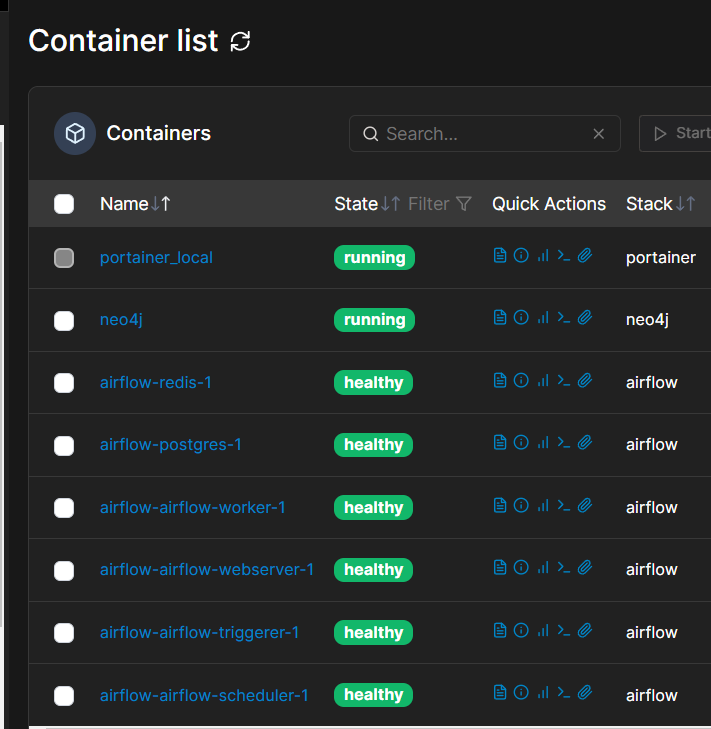 Container list
Containers
Search...
Start
Name State Filter Quick Actions Stack
portainer_local running portainer
neo4j running neo4j
airflow-redis-1 healthy airflow
airflow-postgres-1 healthy airflow
airflow-airflow-worker-1 healthy airflow
airflow-airflow-webserver-1 healthy airflow
airflow-airflow-triggerer-1 healthy airflow
airflow-airflow-scheduler-1 healthy airflow